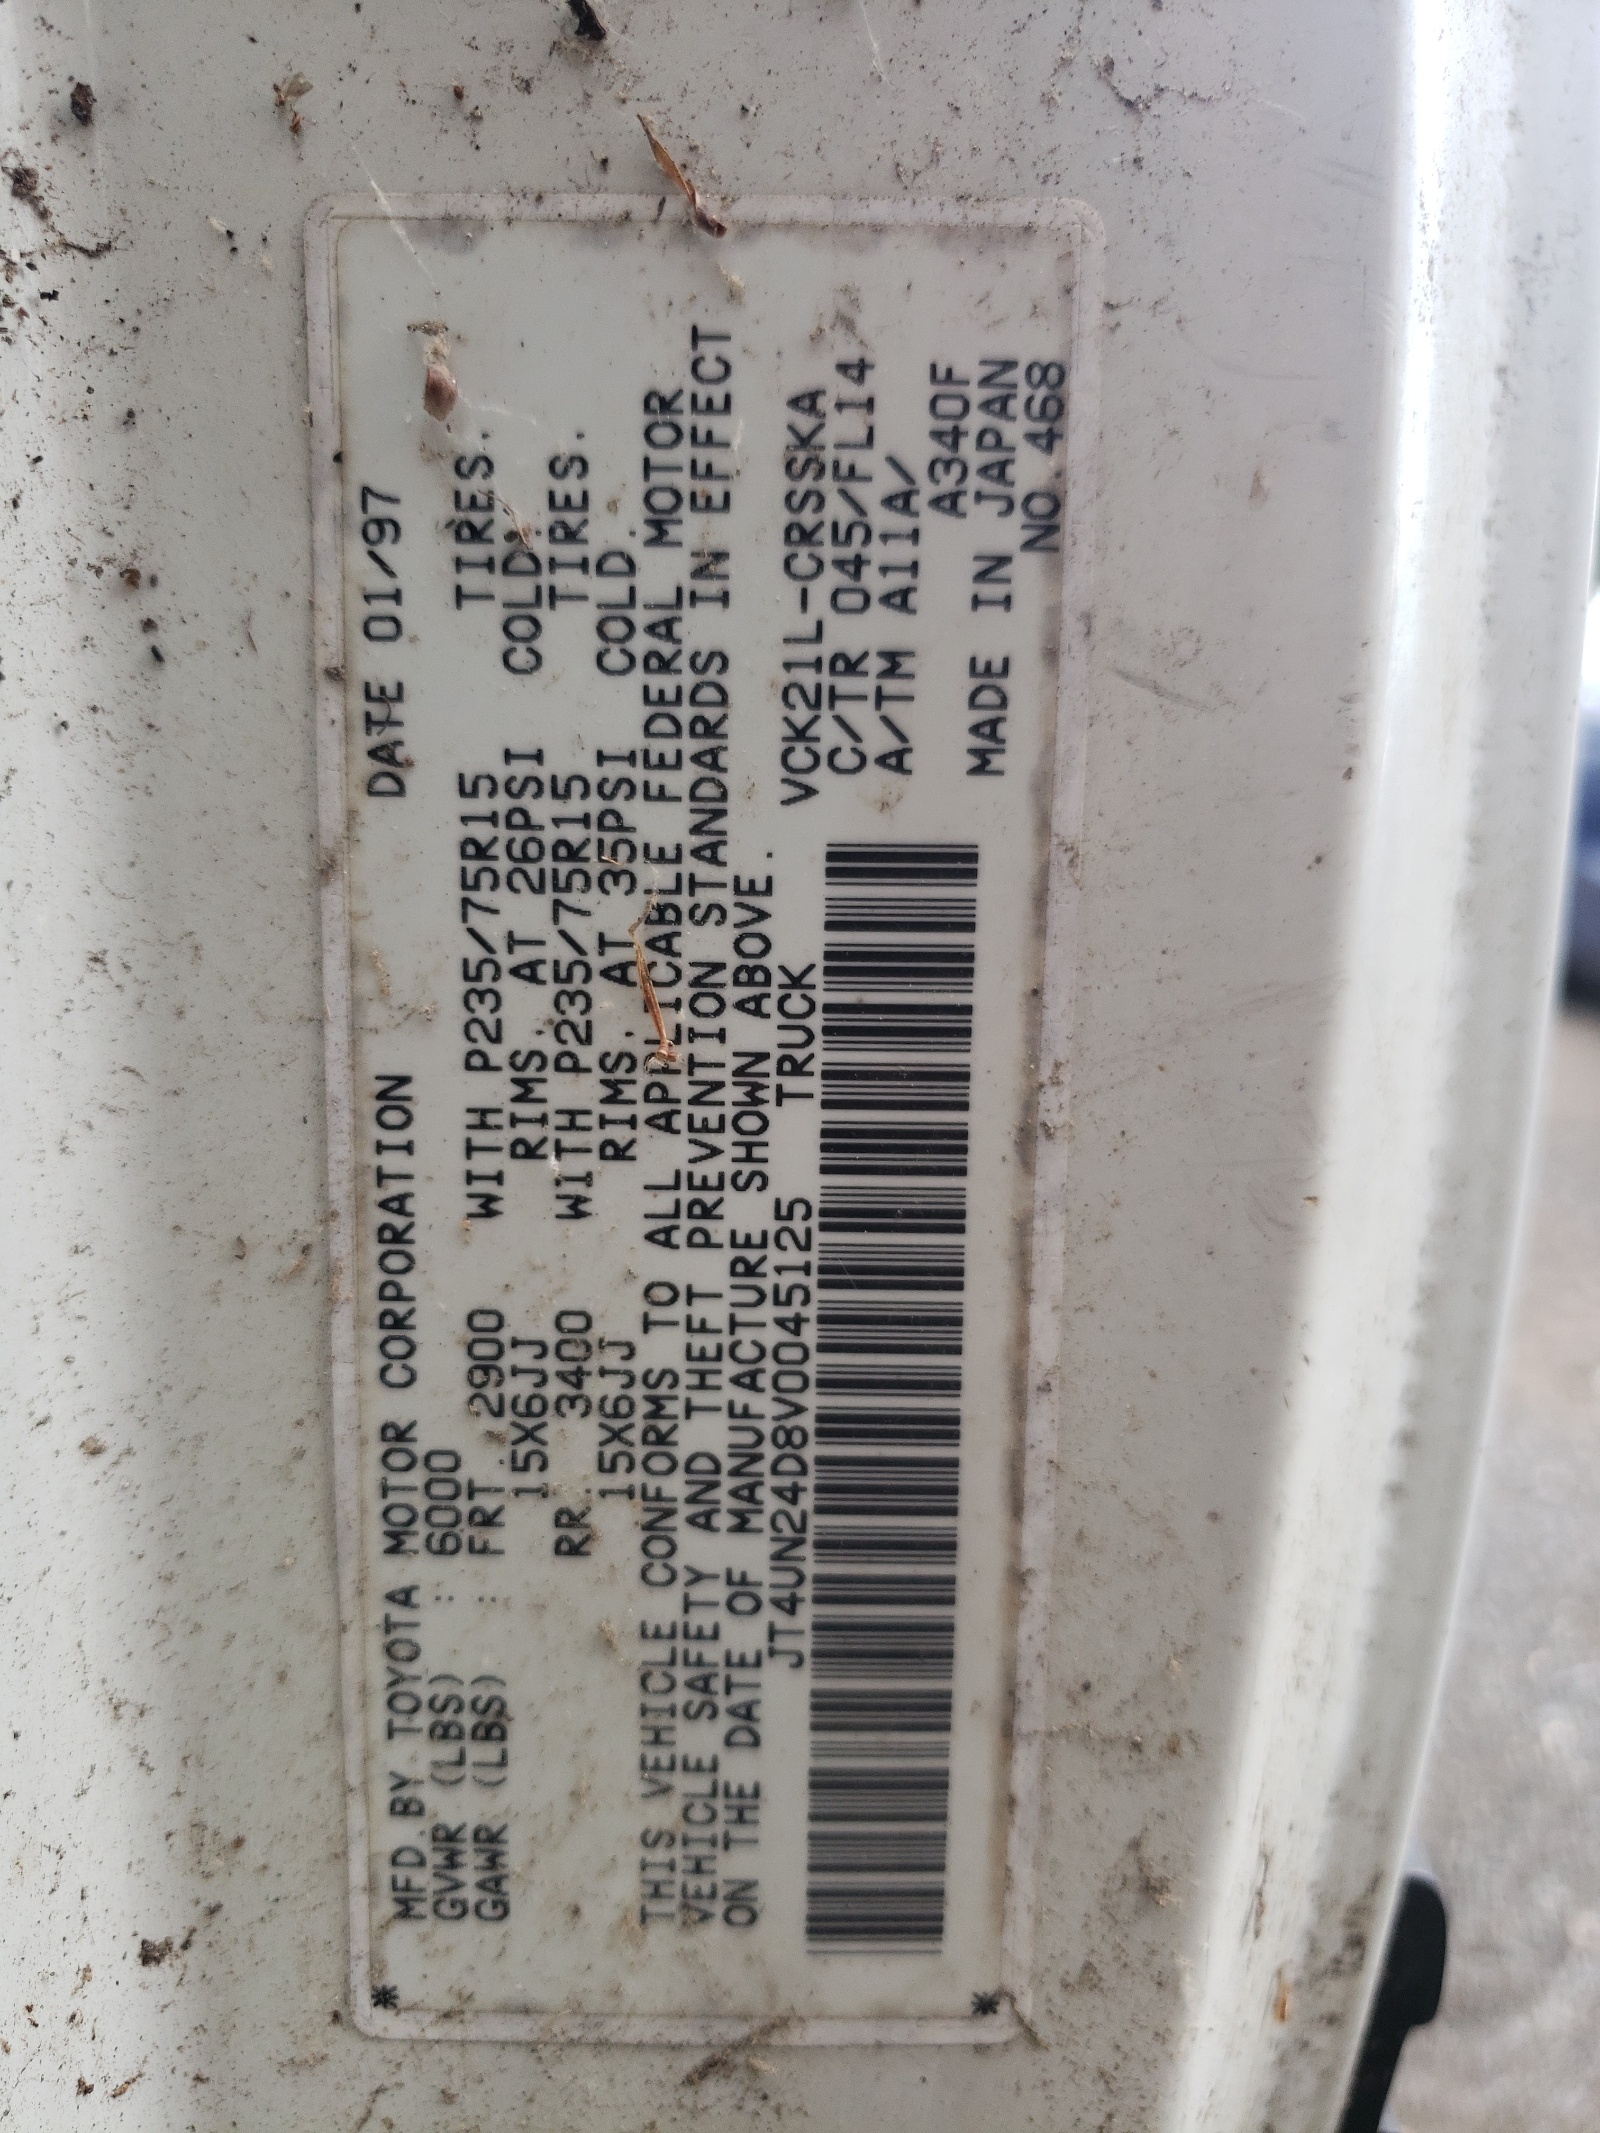 MFD. BY TOYOTA MOTOR CORPORATION DATE 01/97
GVWR (LBS) : 6000
GAWR (LBS) : FRT. 2900 WITH P235/75R15 TIRES.
15X6JJ RIMS. AT 26PSI COLD.
RR. 3400 WITH P235/75R15 TIRES.
15X6JJ RIMS. AT 35PSI COLD.
THIS VEHICLE CONFORMS TO ALL APPLICABLE FEDERAL MOTOR
VEHICLE SAFETY AND THEFT PREVENTION STANDARDS IN EFFECT
ON THE DATE OF MANUFACTURE SHOWN ABOVE.
JT4UN24D8V0045125 TRUCK VCK21L-CRSSKA
C/TR 045/FL14
A/TM A11A/
A340F
MADE IN JAPAN
NO.468
* *